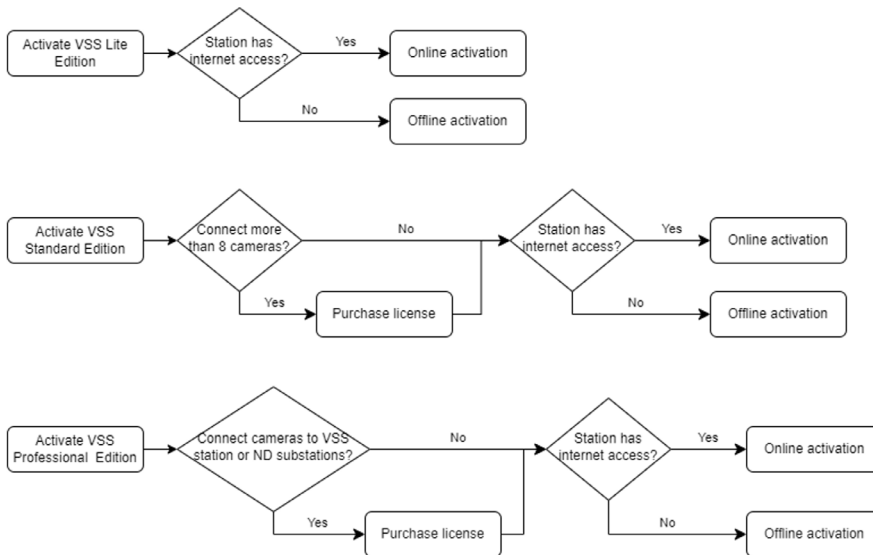 Activate VSS Lite
Edition
Station has
internet access?
Yes
Online activation
No
Offline activation
Activate VSS
Standard Edition
Connect more
than 8 cameras?
No
Yes
Purchase license
Station has
internet access?
Yes
Online activation
No
Offline activation
Activate VSS
Professional Edition
Connect cameras to VSS
station or ND substations?
No
Yes
Purchase license
Station has
internet access?
Yes
Online activation
No
Offline activation